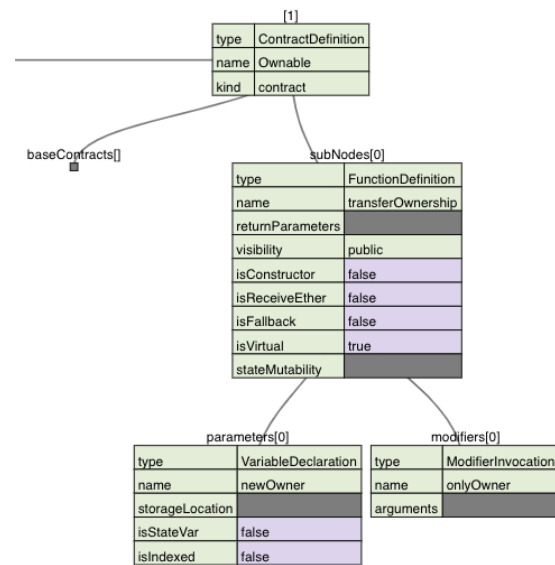 [1]
type ContractDefinition
name Ownable
kind contract
baseContracts[]
subNodes[0]
type FunctionDefinition
name transferOwnership
returnParameters
visibility public
isConstructor false
isReceiveEther false
isFallback false
isVirtual true
stateMutability
parameters[0]
type VariableDeclaration
name newOwner
storageLocation
isStateVar false
isIndexed false
modifiers[0]
type ModifierInvocation
name onlyOwner
arguments